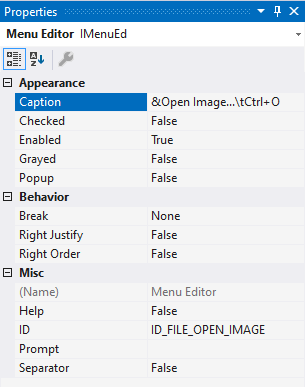 Properties
Menu Editor IMenuEd
Appearance
Caption &Open Image...\tCtrl+O
Checked False
Enabled True
Grayed False
Popup False
Behavior
Break None
Right Justify False
Right Order False
Misc
(Name) Menu Editor
Help False
ID ID_FILE_OPEN_IMAGE
Prompt
Separator False